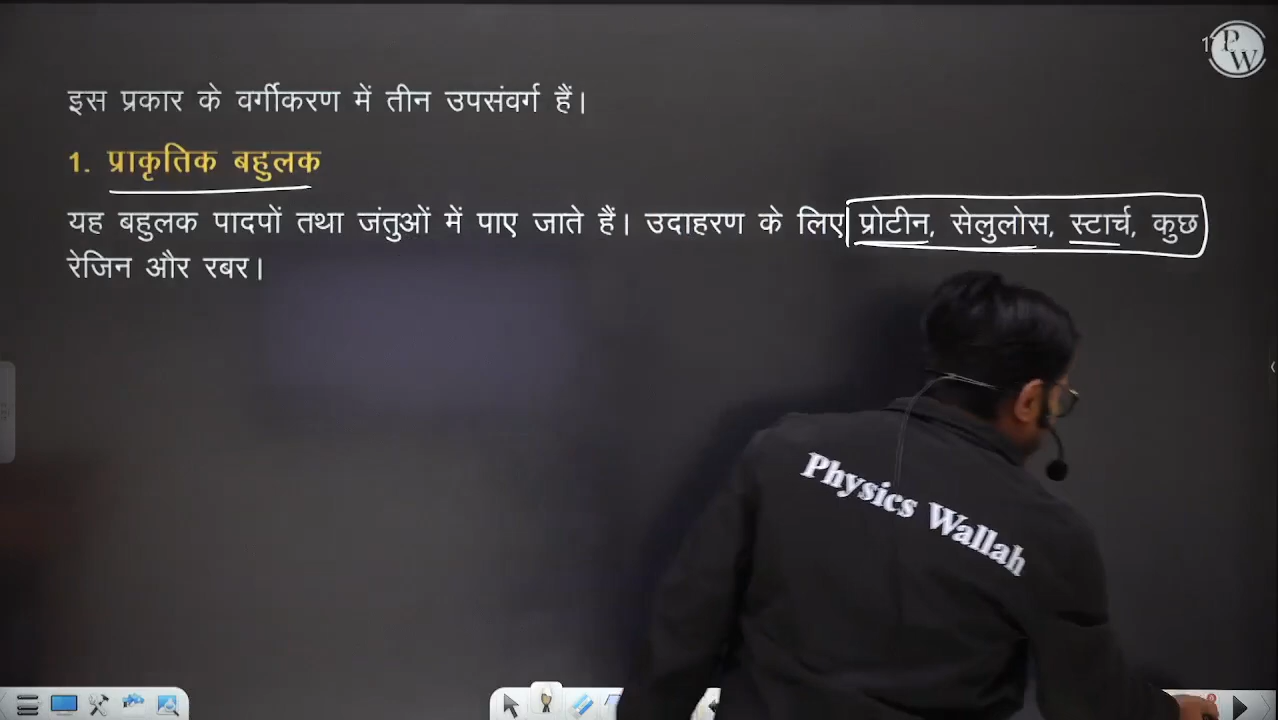 इस प्रकार के वर्गीकरण में तीन उपसंवर्ग हैं।
1. प्राकृतिक बहुलक
यह बहुलक पादपों तथा जंतुओं में पाए जाते हैं। उदाहरण के लिए प्रोटीन, सेलुलोस, स्टार्च, कुछ
रेजिन और रबर।
Physics Wallah
PW